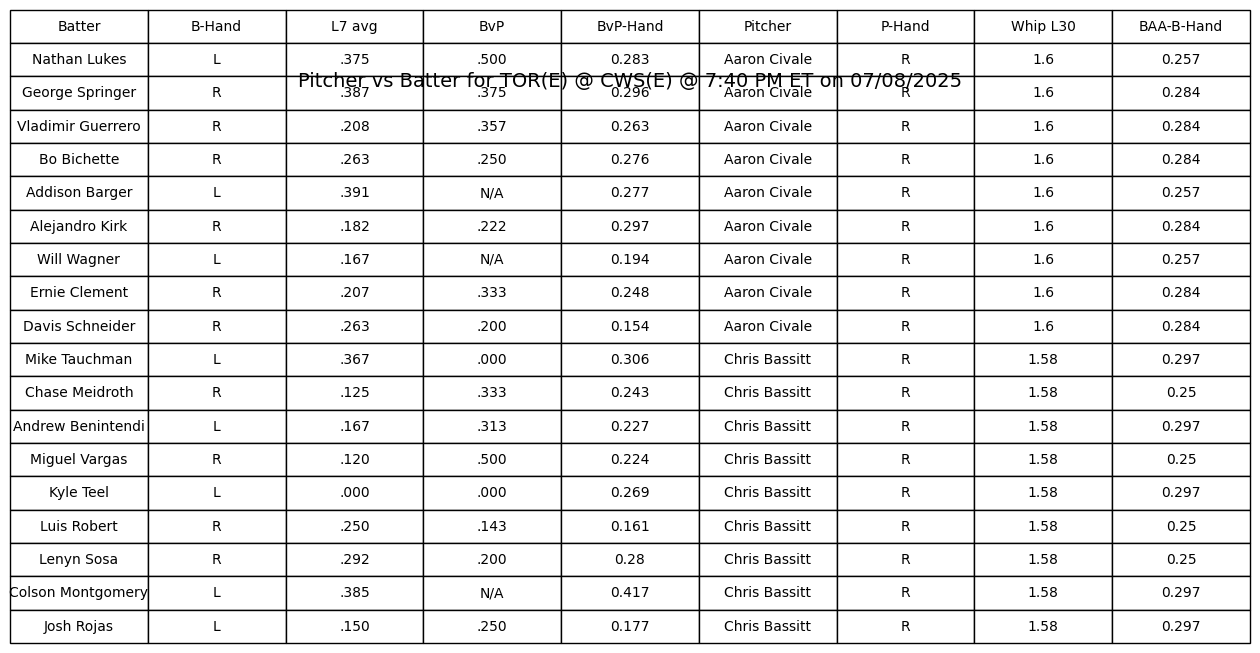 Batter B-Hand L7 avg BvP BvP-Hand Pitcher P-Hand Whip L30 BAA-B-Hand
Nathan Lukes L .375 .500 0.283 Aaron Civale R 1.6 0.257
Pitcher vs Batter for TOR(E) @ CWS(E) @ 7:40 PM ET on 07/08/2025
George Springer R .387 .375 0.296 Aaron Civale R 1.6 0.284
Vladimir Guerrero R .208 .357 0.263 Aaron Civale R 1.6 0.284
Bo Bichette R .263 .250 0.276 Aaron Civale R 1.6 0.284
Addison Barger L .391 N/A 0.277 Aaron Civale R 1.6 0.257
Alejandro Kirk R .182 .222 0.297 Aaron Civale R 1.6 0.284
Will Wagner L .167 N/A 0.194 Aaron Civale R 1.6 0.257
Ernie Clement R .207 .333 0.248 Aaron Civale R 1.6 0.284
Davis Schneider R .263 .200 0.154 Aaron Civale R 1.6 0.284
Mike Tauchman L .367 .000 0.306 Chris Bassitt R 1.58 0.297
Chase Meidroth R .125 .333 0.243 Chris Bassitt R 1.58 0.25
Andrew Benintendi L .167 .313 0.227 Chris Bassitt R 1.58 0.297
Miguel Vargas R .120 .500 0.224 Chris Bassitt R 1.58 0.25
Kyle Teel L .000 .000 0.269 Chris Bassitt R 1.58 0.297
Luis Robert R .250 .143 0.161 Chris Bassitt R 1.58 0.25
Lenyn Sosa R .292 .200 0.28 Chris Bassitt R 1.58 0.25
Colson Montgomery L .385 N/A 0.417 Chris Bassitt R 1.58 0.297
Josh Rojas L .150 .250 0.177 Chris Bassitt R 1.58 0.297